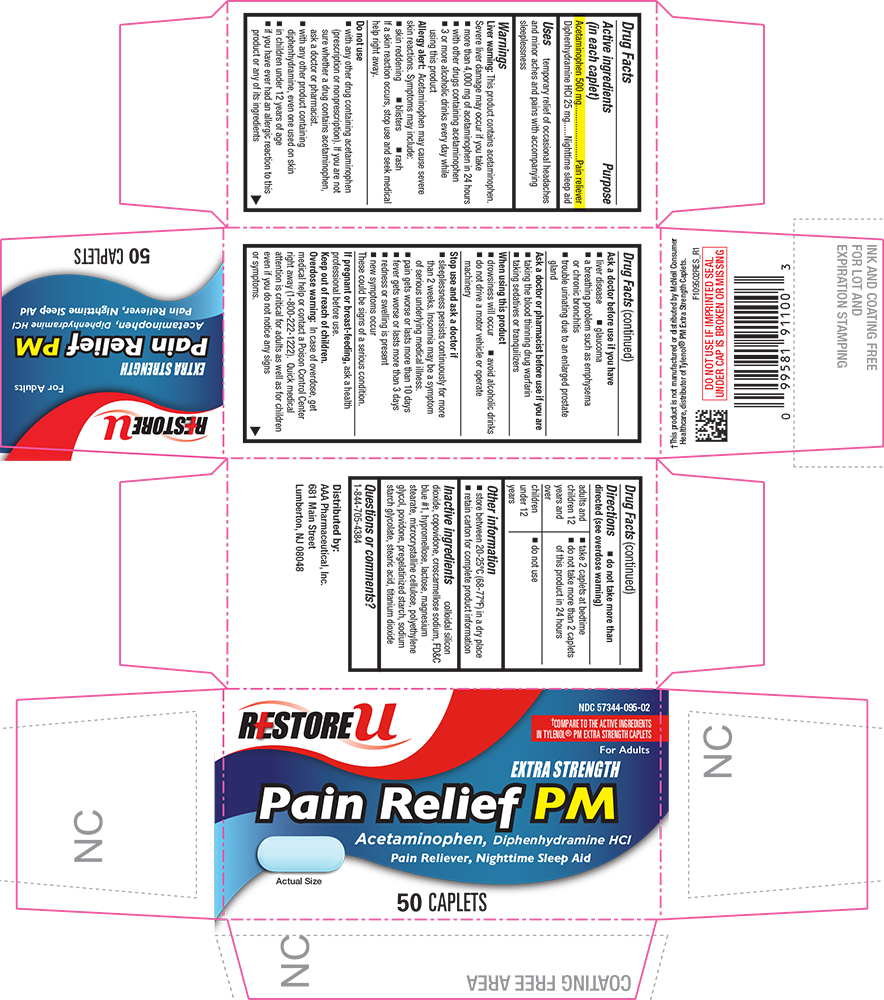 Drug Facts
Active ingredients Purpose
(in each caplet)
Acetaminophen 500 mg..............................Pain reliever
Diphenhydramine HCl 25 mg......Nighttime sleep aid
Uses temporary relief of occasional headaches
and minor aches and pains with accompanying
sleeplessness
Warnings
Liver warning: This product contains acetaminophen.
Severe liver damage may occur if you take
▪ more than 4,000 mg of acetaminophen in 24 hours
▪ with other drugs containing acetaminophen
▪ 3 or more alcoholic drinks every day while
using this product
Allergy alert: Acetaminophen may cause severe
skin reactions. Symptoms may include:
▪ skin reddening ▪ blisters ▪ rash
If a skin reaction occurs, stop use and seek medical
help right away.
Do not use
▪ with any other drug containing acetaminophen
(prescription or nonprescription). If you are not
sure whether a drug contains acetaminophen,
ask a doctor or pharmacist.
▪ with any other product containing
diphenhydramine, even one used on skin
▪ in children under 12 years of age
▪ if you have ever had an allergic reaction to this
product or any of its ingredients
Drug Facts (continued)
Ask a doctor before use if you have
▪ liver disease ▪ glaucoma
▪ a breathing problem such as emphysema
or chronic bronchitis
▪ trouble urinating due to an enlarged prostate
gland
Ask a doctor or pharmacist before use if you are
▪ taking the blood thinning drug warfarin
▪ taking sedatives or tranquilizers
When using this product
▪ drowsiness will occur ▪ avoid alcoholic drinks
▪ do not drive a motor vehicle or operate
machinery
Stop use and ask a doctor if
▪ sleeplessness persists continuously for more
than 2 weeks. Insomnia may be a symptom
of serious underlying medical illness.
▪ pain gets worse or lasts more than 10 days
▪ fever gets worse or lasts more than 3 days
▪ redness or swelling is present
▪ new symptoms occur
These could be signs of a serious condition.
If pregnant or breast-feeding, ask a health
professional before use.
Keep out of reach of children.
Overdose warning: In case of overdose, get
medical help or contact a Poison Control Center
right away (1-800-222-1222). Quick medical
attention is critical for adults as well as for children
even if you do not notice any signs
or symptoms.
Drug Facts (continued)
Directions ▪ do not take more than
directed (see overdose warning)
adults and
children 12
years and
over
▪ take 2 caplets at bedtime
▪ do not take more than 2 caplets
of this product in 24 hours
children
under 12
years
▪ do not use
Other information
▪ store between 20-25°C (68-77°F) in a dry place
▪ retain carton for complete product information
Inactive ingredients colloidal silicon
dioxide, copovidone, croscarmellose sodium, FD&C
blue #1, hypromellose, lactose, magnesium
stearate, microcrystalline cellulose, polyethylene
glycol, povidone, pregelatinized starch, sodium
starch glycolate, stearic acid, titanium dioxide
Questions or comments?
1-844-705-4384
Distributed by:
AAA Pharmaceutical, Inc.
681 Main Street
Lumberton, NJ 08048
INK AND COATING FREE
FOR LOT AND
EXPIRATION STAMPING
0 99581 91100 3
F10502RES R1
DO NOT USE IF IMPRINTED SEAL
UNDER CAP IS BROKEN OR MISSING
†This product is not manufactured or distributed by McNeil Consumer
Healthcare, distributor of Tylenol® PM Extra Strength Caplets.
RESTORE U
For Adults
EXTRA STRENGTH
Pain Relief PM
Acetaminophen, Diphenhydramine HCl
Pain Reliever, Nighttime Sleep Aid
50 CAPLETS
RESTORE U
NDC 57344-095-02
†COMPARE TO THE ACTIVE INGREDIENTS
IN TYLENOL® PM EXTRA STRENGTH CAPLETS
For Adults
EXTRA STRENGTH
Pain Relief PM
Acetaminophen, Diphenhydramine HCl
Pain Reliever, Nighttime Sleep Aid
Actual Size
50 CAPLETS
NC
NC
NC
COATING FREE AREA